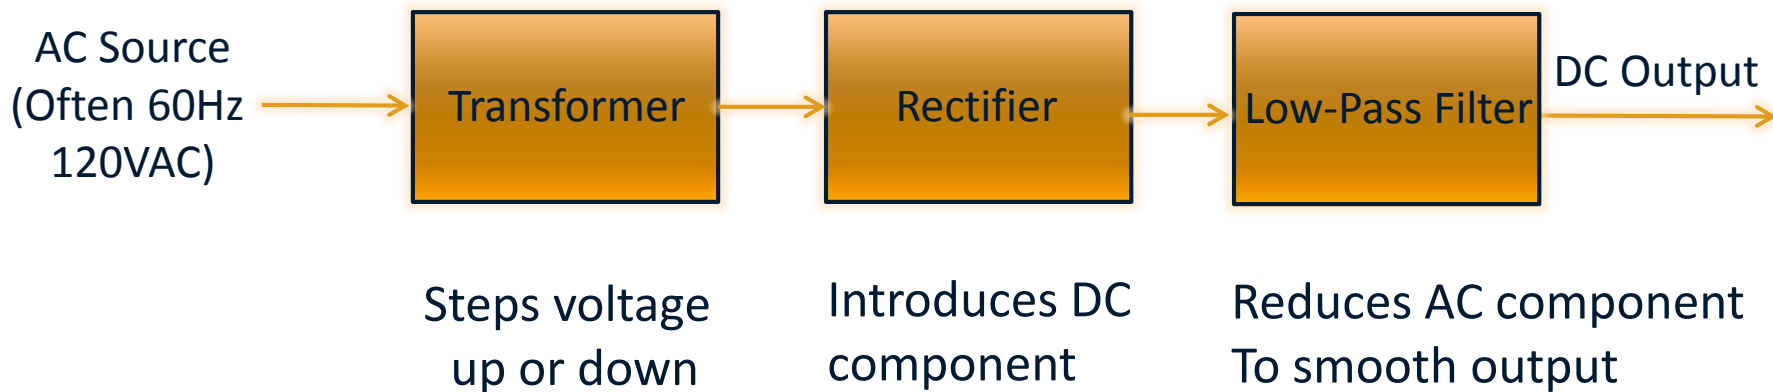 AC Source
(Often 60Hz
120VAC)
Transformer
Rectifier
Low-Pass Filter
DC Output
Steps voltage
up or down
Introduces DC
component
Reduces AC component
To smooth output